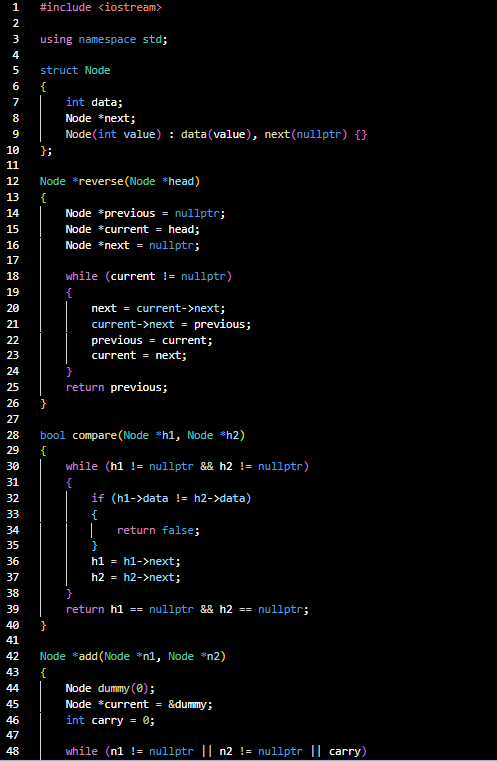 1 #include <iostream>
2
3 using namespace std;
4
5 struct Node
6 {
7     int data;
8     Node *next;
9     Node(int value) : data(value), next(nullptr) {}
10 };
11
12 Node *reverse(Node *head)
13 {
14     Node *previous = nullptr;
15     Node *current = head;
16     Node *next = nullptr;
17
18     while (current != nullptr)
19     {
20         next = current->next;
21         current->next = previous;
22         previous = current;
23         current = next;
24     }
25     return previous;
26 }
27
28 bool compare(Node *h1, Node *h2)
29 {
30     while (h1 != nullptr && h2 != nullptr)
31     {
32         if (h1->data != h2->data)
33         {
34             return false;
35         }
36         h1 = h1->next;
37         h2 = h2->next;
38     }
39     return h1 == nullptr && h2 == nullptr;
40 }
41
42 Node *add(Node *n1, Node *n2)
43 {
44     Node dummy(0);
45     Node *current = &dummy;
46     int carry = 0;
47
48     while (n1 != nullptr || n2 != nullptr || carry)